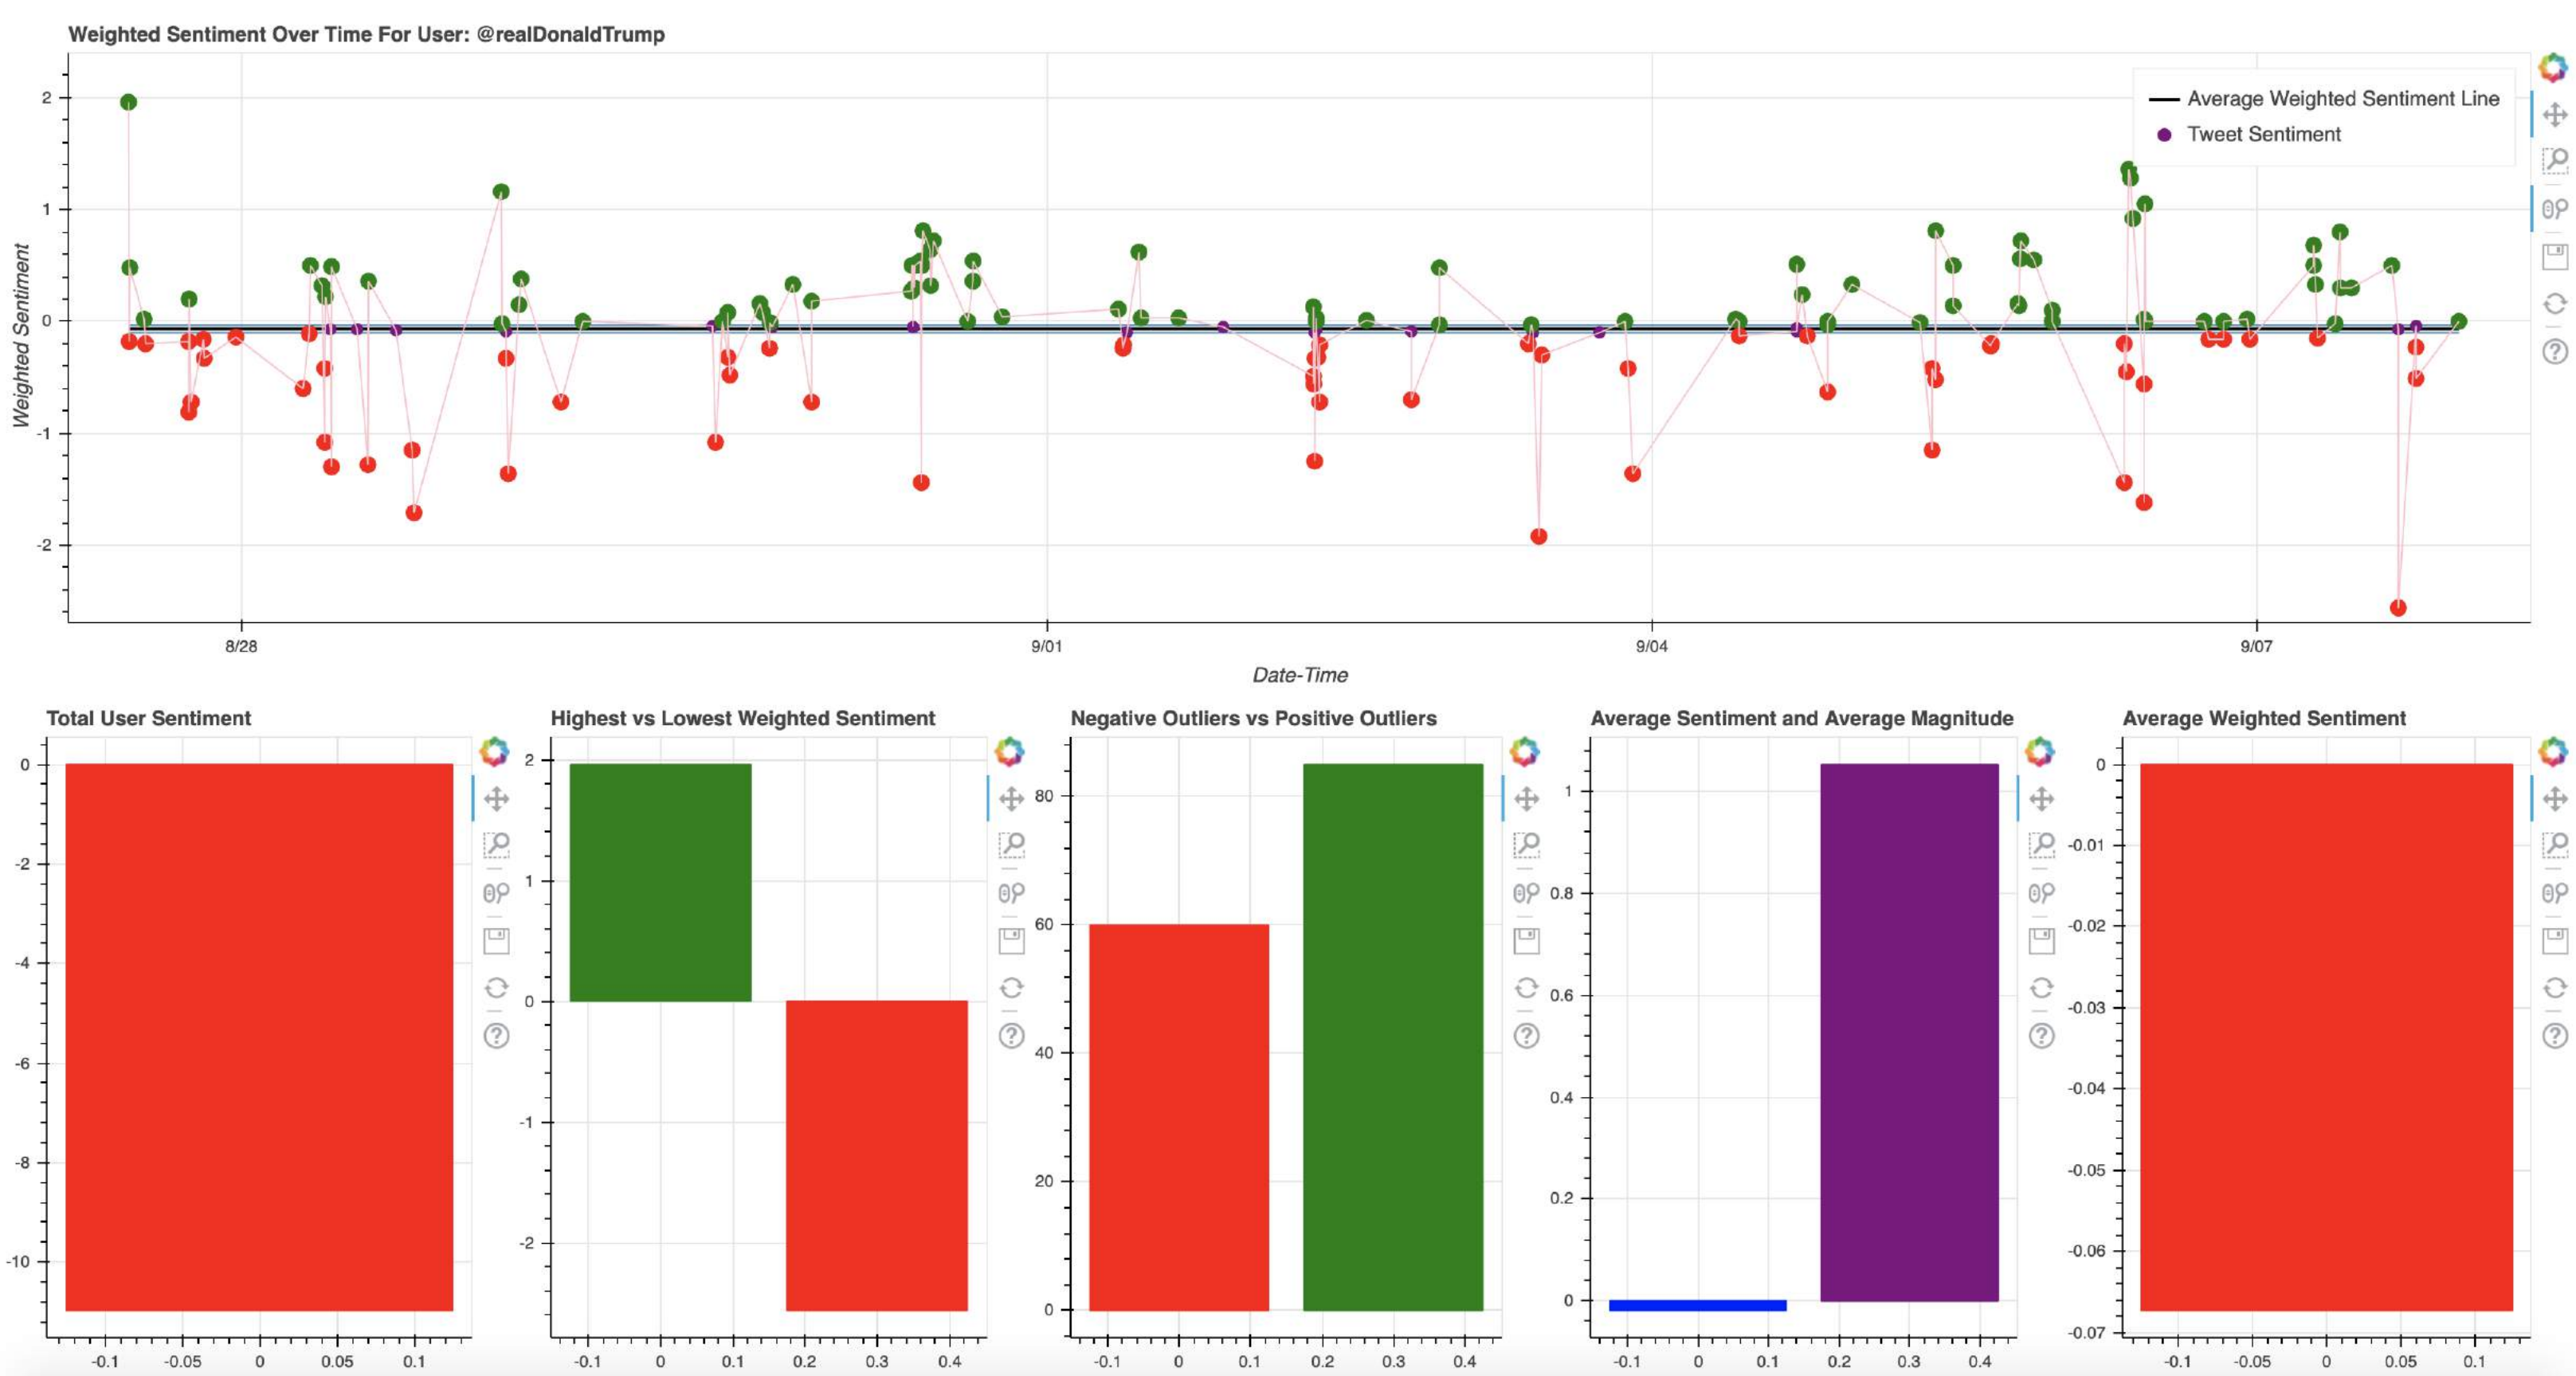 Weighted Sentiment Over Time For User: @realDonaldTrump
Average Weighted Sentiment Line
Tweet Sentiment
Weighted Sentiment
2
1
0
-1
-2
8/28 9/01 9/04 9/07
Date-Time
Total User Sentiment
0
-2
-4
-6
-8
-10
-0.1 -0.05 0 0.05 0.1
Highest vs Lowest Weighted Sentiment
2
1
0
-1
-2
-0.1 0 0.1 0.2 0.3 0.4
Negative Outliers vs Positive Outliers
80
60
40
20
0
-0.1 0 0.1 0.2 0.3 0.4
Average Sentiment and Average Magnitude
1
0.8
0.6
0.4
0.2
0
-0.1 0 0.1 0.2 0.3 0.4
Average Weighted Sentiment
0
-0.01
-0.02
-0.03
-0.04
-0.05
-0.06
-0.07
-0.1 -0.05 0 0.05 0.1